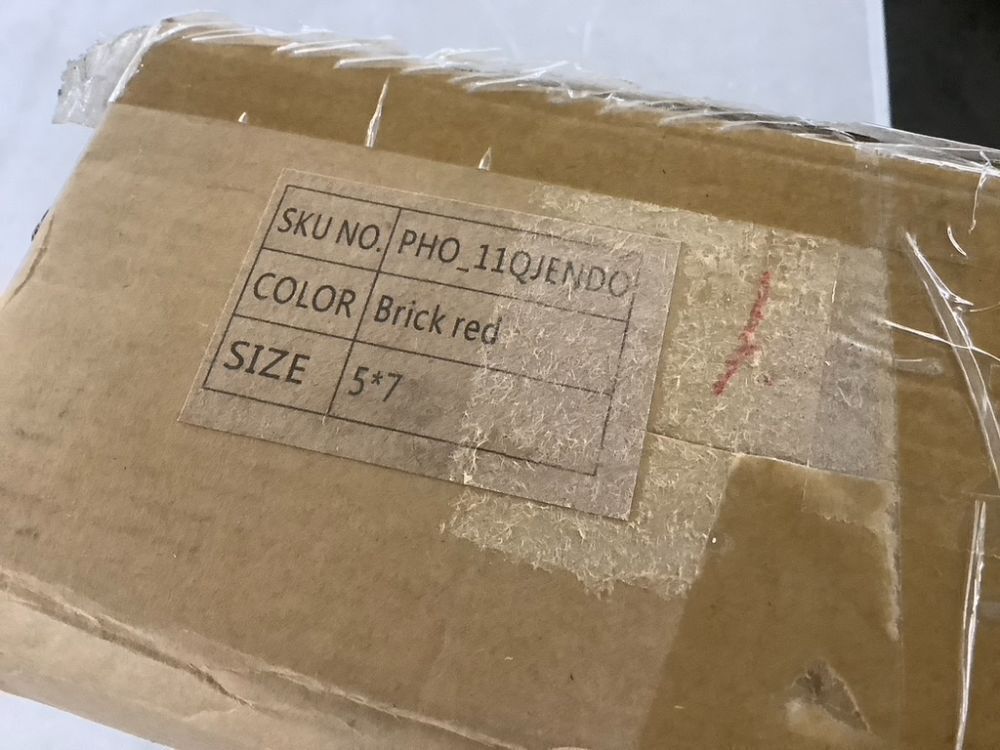 SKU NO. PHO_11QJENDO
COLOR Brick red
SIZE 5*7